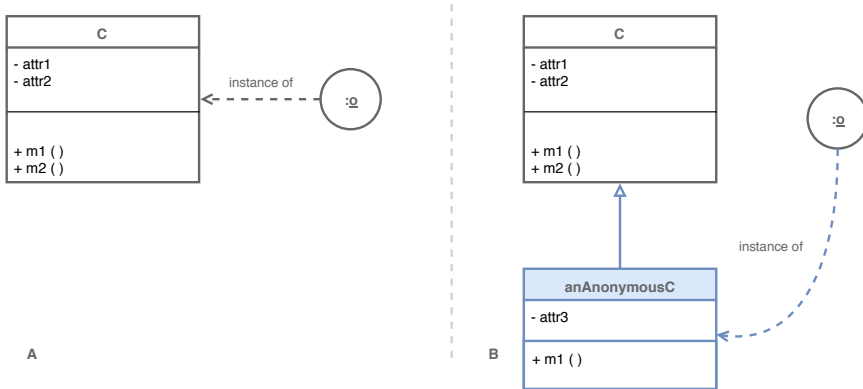 C
- attr1
- attr2
+ m1 ( )
+ m2 ( )
instance of
:o
A
C
- attr1
- attr2
+ m1 ( )
+ m2 ( )
:o
instance of
anAnonymousC
- attr3
+ m1 ( )
B